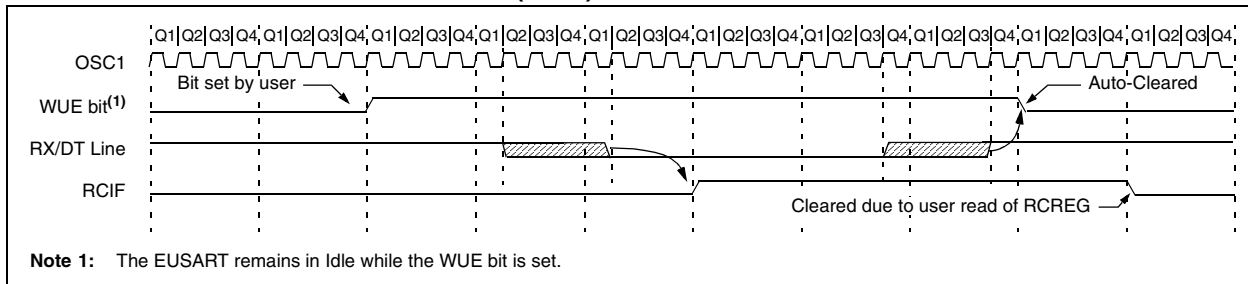 Q1 Q2 Q3 Q4 Q1 Q2 Q3 Q4 Q1 Q2 Q3 Q4 Q1 Q2 Q3 Q4 Q1 Q2 Q3 Q4 Q1 Q2 Q3 Q4 Q1 Q2 Q3 Q4 Q1 Q2 Q3 Q4 Q1 Q2 Q3 Q4 Q1 Q2 Q3 Q4
OSC1
Bit set by user
Auto-Cleared
WUE bit(1)
RX/DT Line
RCIF
Cleared due to user read of RCREG
Note 1: The EUSART remains in Idle while the WUE bit is set.